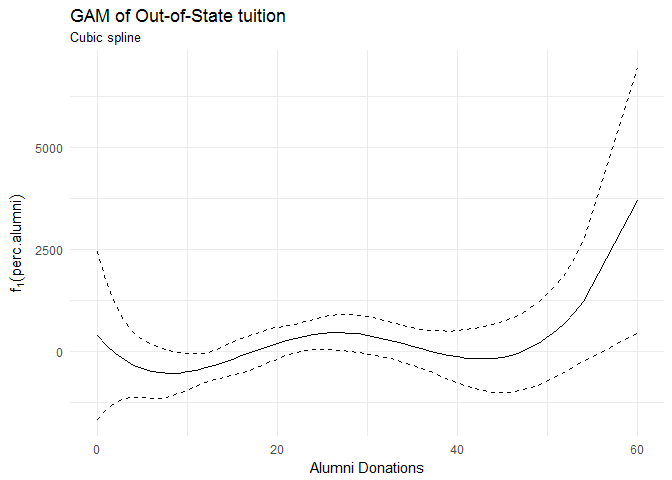 GAM of Out-of-State tuition
Cubic spline
f₁(perc.alumni)
5000
2500
0
0 20 40 60
Alumni Donations